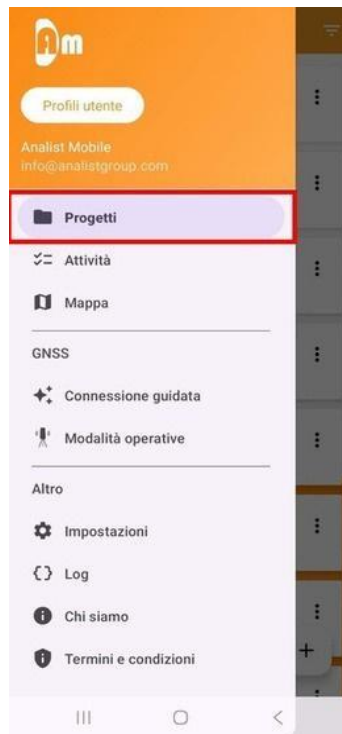 m
Profili utente
Analist Mobile
info@analistgroup.com
Progetti
Attività
Mappa
GNSS
Connessione guidata
Modalità operative
Altro
Impostazioni
{} Log
Chi siamo
Termini e condizioni